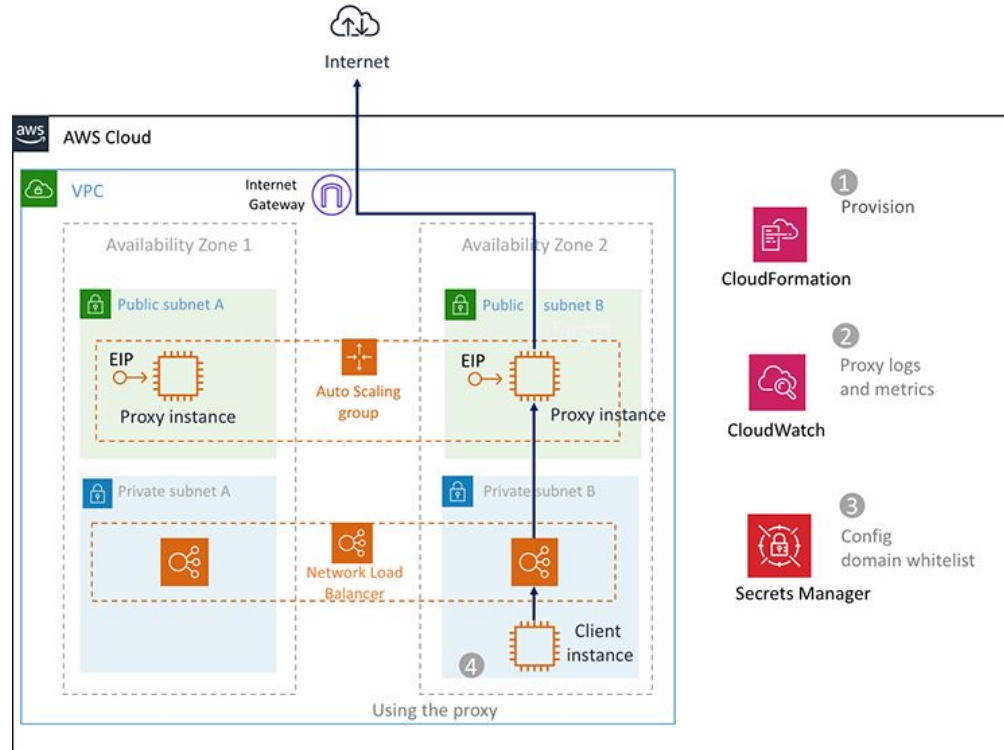 Internet
aws
AWS Cloud
VPC
Internet
Gateway
Availability Zone 1
Availability Zone 2
Public subnet A
Public subnet B
EIP
Proxy instance
Auto Scaling
group
EIP
Proxy instance
Private subnet A
Private subnet B
Network Load
Balancer
Client
instance
4
Using the proxy
1
Provision
CloudFormation
2
Proxy logs
and metrics
CloudWatch
3
Config
domain whitelist
Secrets Manager